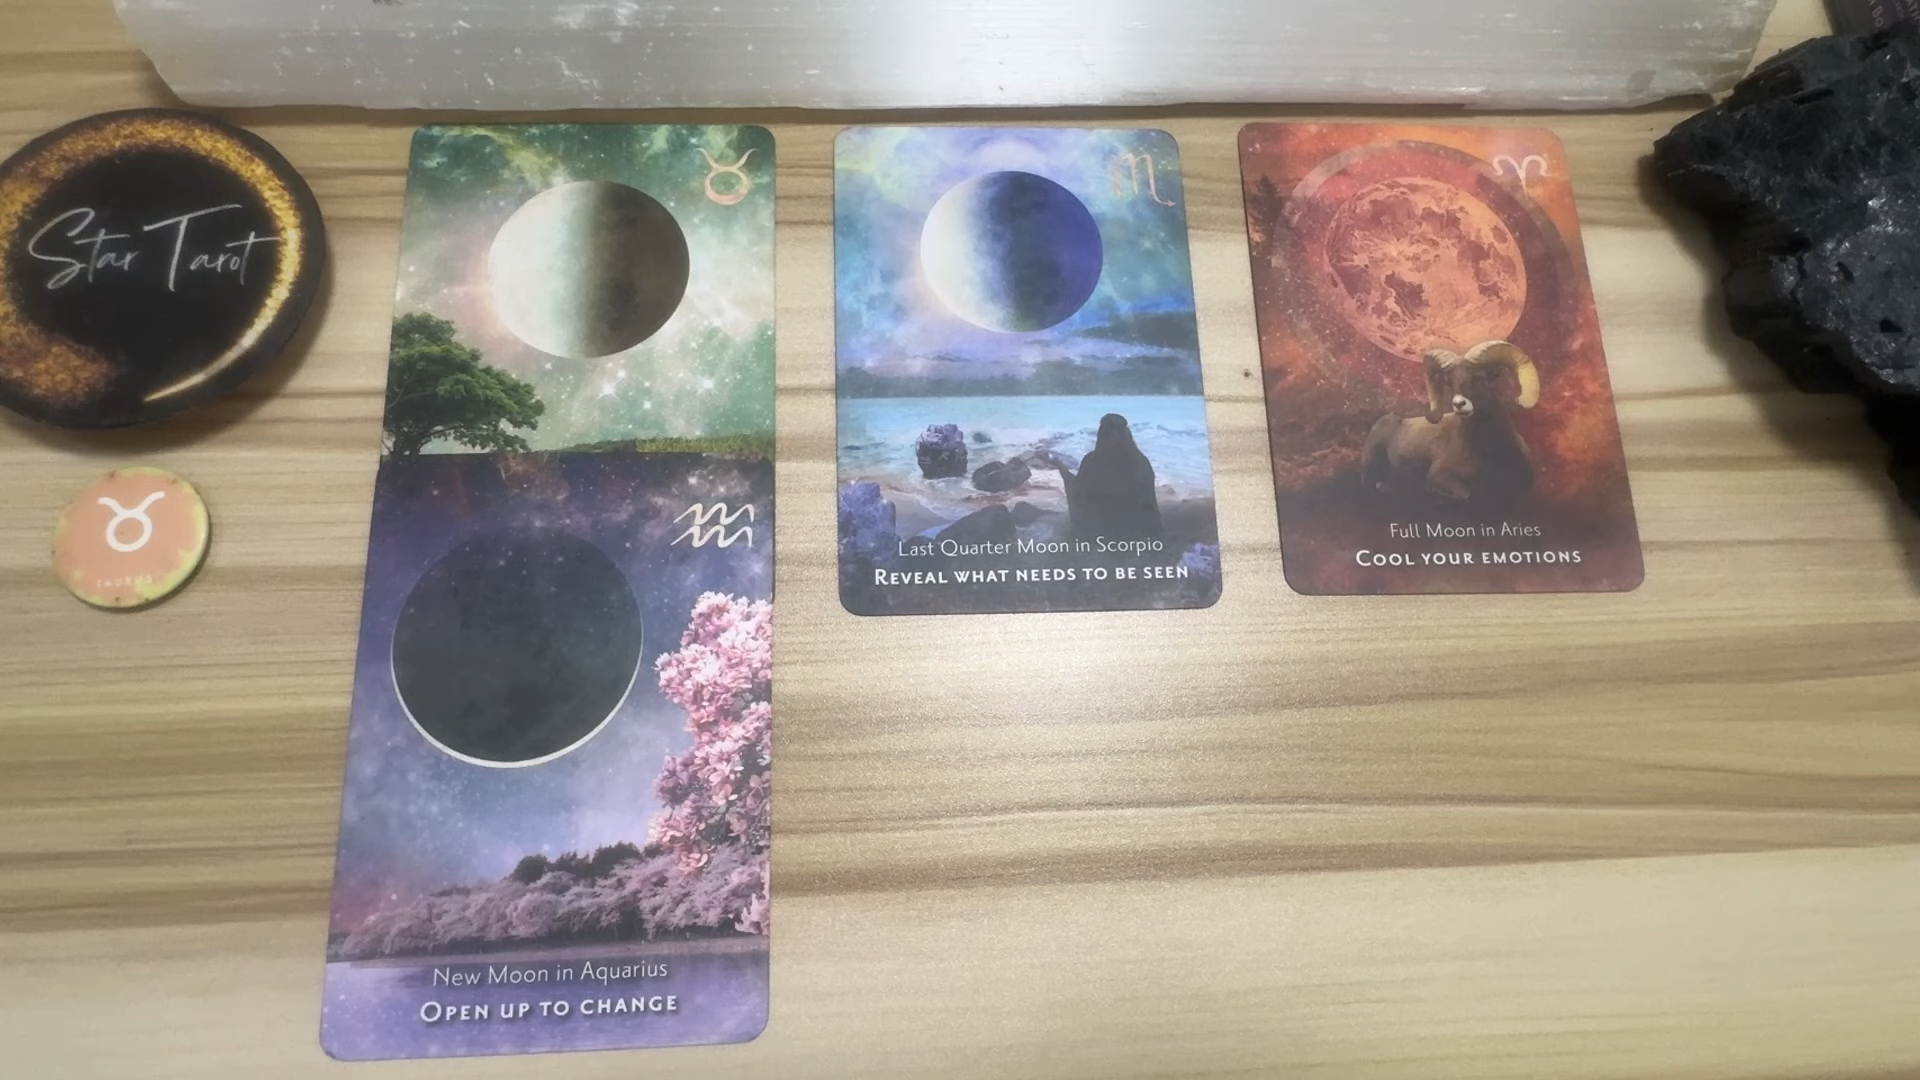 Star Tarot
TAURUS
New Moon in Aquarius
OPEN UP TO CHANGE
Last Quarter Moon in Scorpio
REVEAL WHAT NEEDS TO BE SEEN
Full Moon in Aries
COOL YOUR EMOTIONS